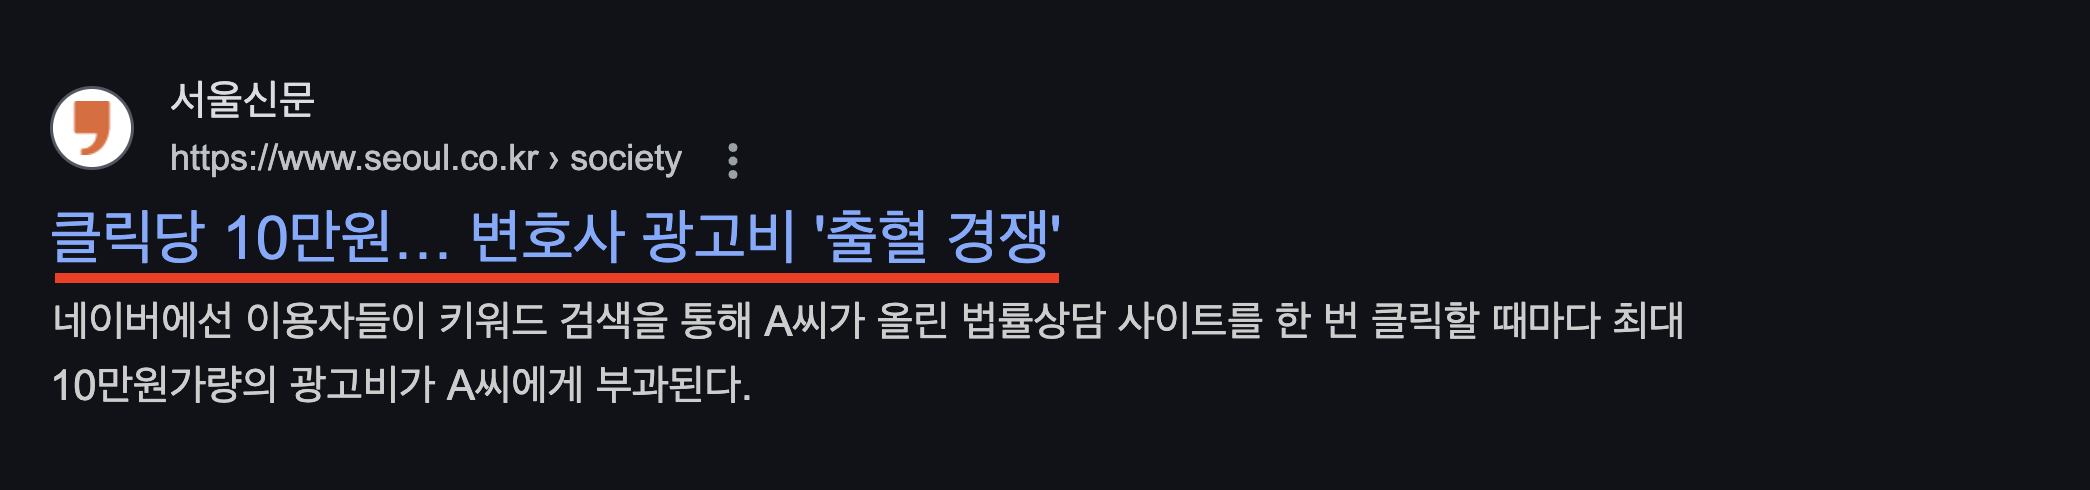 서울신문
https://www.seoul.co.kr › society
클릭당 10만원... 변호사 광고비 '출혈 경쟁'
네이버에선 이용자들이 키워드 검색을 통해 A씨가 올린 법률상담 사이트를 한 번 클릭할 때마다 최대
10만원가량의 광고비가 A씨에게 부과된다.